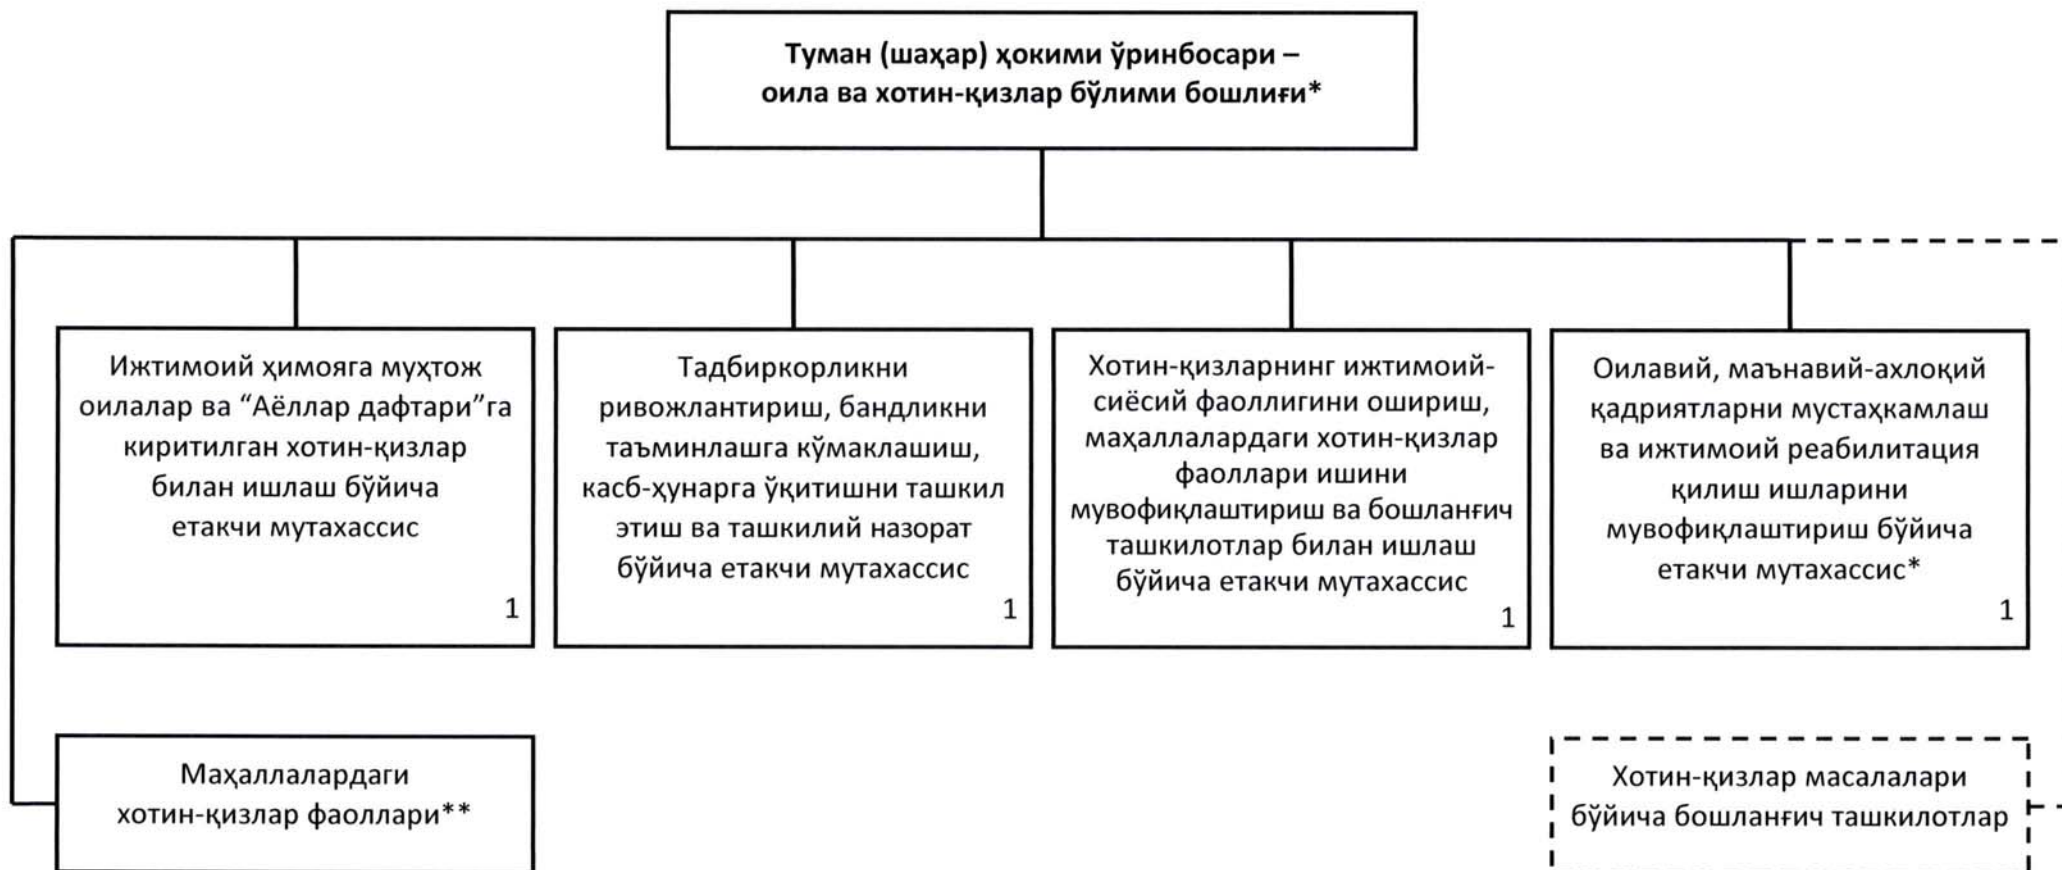 Туман (шаҳар) ҳокими ўринбосари –
оила ва хотин-қизлар бўлими бошлиғи*
Ижтимоий ҳимояга муҳтож
оилалар ва “Аёллар дафтари”га
киритилган хотин-қизлар
билан ишлаш бўйича
етакчи мутахассис
1
Тадбиркорликни
ривожлантириш, бандликни
таъминлашга кўмаклашиш,
касб-ҳунарга ўқитишни ташкил
этиш ва ташкилий назорат
бўйича етакчи мутахассис
1
Хотин-қизларнинг ижтимоий-
сиёсий фаоллигини ошириш,
маҳаллалардаги хотин-қизлар
фаоллари ишини
мувофиқлаштириш ва бошланғич
ташкилотлар билан ишлаш
бўйича етакчи мутахассис
1
Оилавий, маънавий-ахлоқий
қадриятларни мустаҳкамлаш
ва ижтимоий реабилитация
қилиш ишларини
мувофиқлаштириш бўйича
етакчи мутахассис*
1
Маҳаллалардаги
хотин-қизлар фаоллари**
Хотин-қизлар масалалари
бўйича бошланғич ташкилотлар